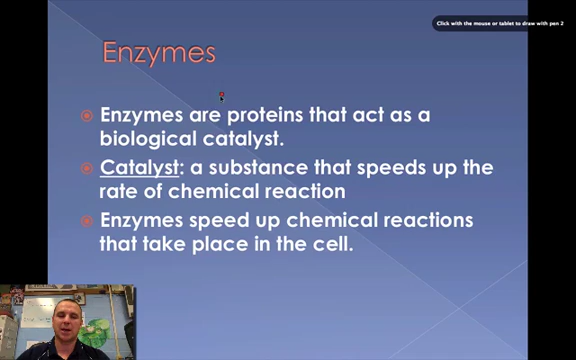 Click with the mouse or tablet to draw with pen 2
Enzymes
Enzymes are proteins that act as a
biological catalyst.
Catalyst: a substance that speeds up the
rate of chemical reaction
Enzymes speed up chemical reactions
that take place in the cell.